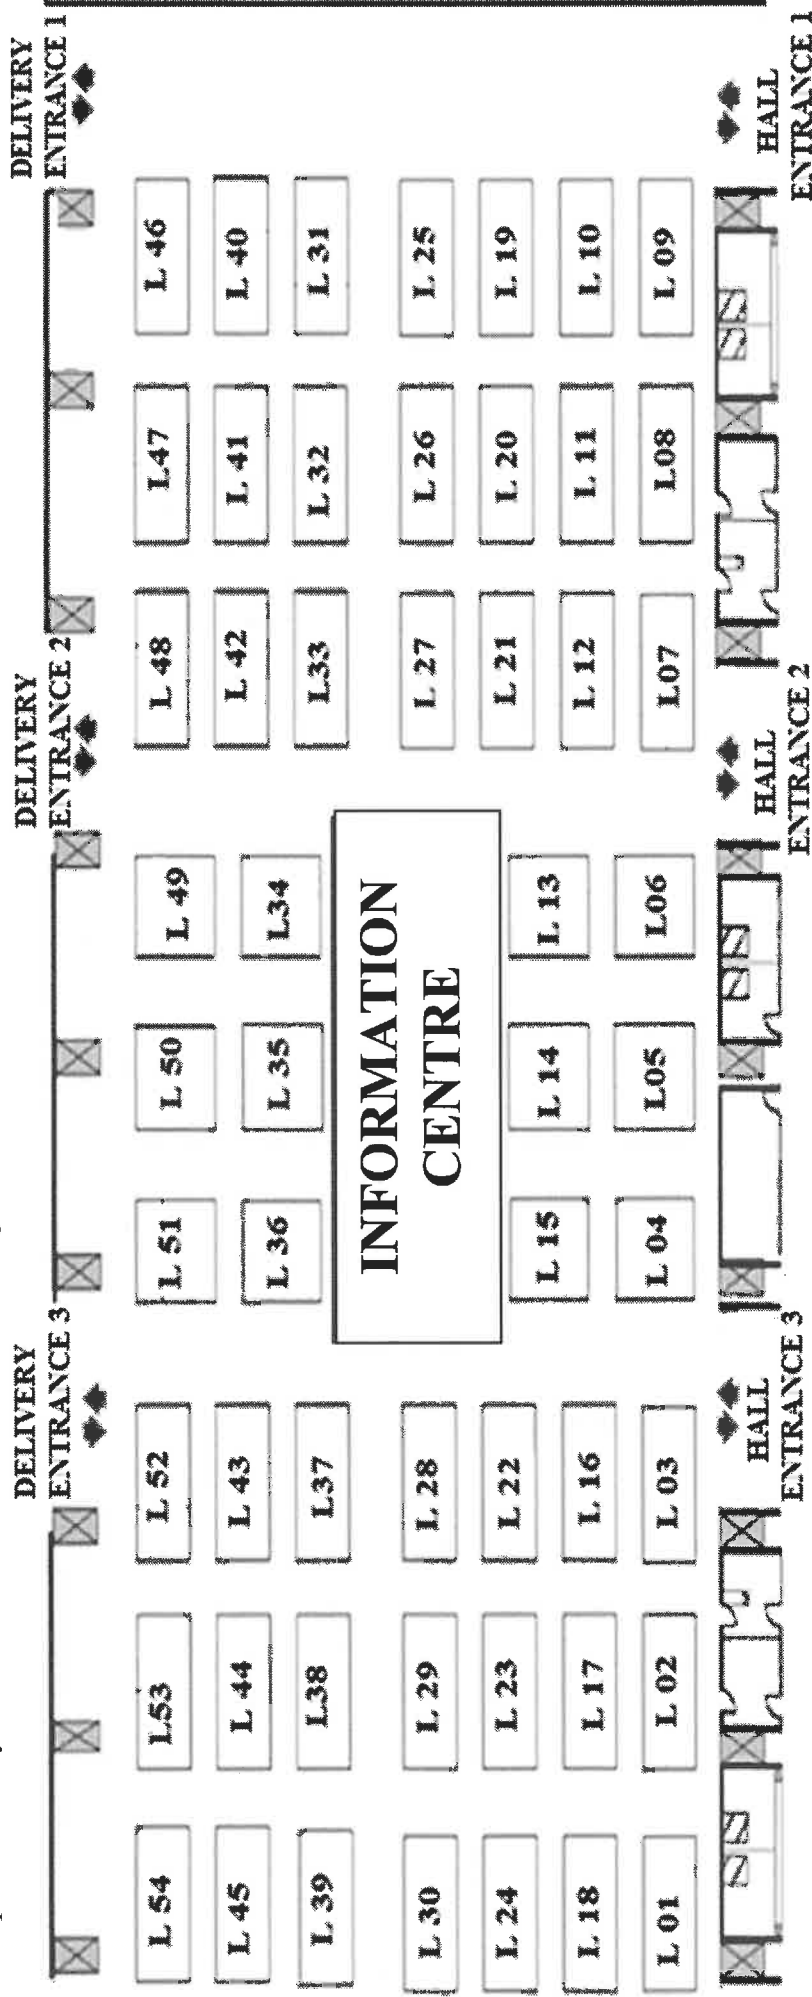 DELIVERY
ENTRANCE 3
DELIVERY
ENTRANCE 2
DELIVERY
ENTRANCE 1
L 54
L53
L 52
L 51
L 50
L 49
L 48
L47
L 46
L 45
L 44
L 43
L 36
L 35
L34
L 42
L 41
L 40
L 39
L38
L37
L33
L 32
L 31
INFORMATION
CENTRE
L 30
L 29
L 28
L 27
L 26
L 25
L 24
L 23
L 22
L 21
L 20
L 19
L 18
L 17
L 16
L 15
L 14
L 13
L 12
L 11
L 10
L 01
L 02
L 03
L 04
L05
L06
L07
L08
L 09
HALL
ENTRANCE 3
HALL
ENTRANCE 2
HALL
ENTRANCE 1